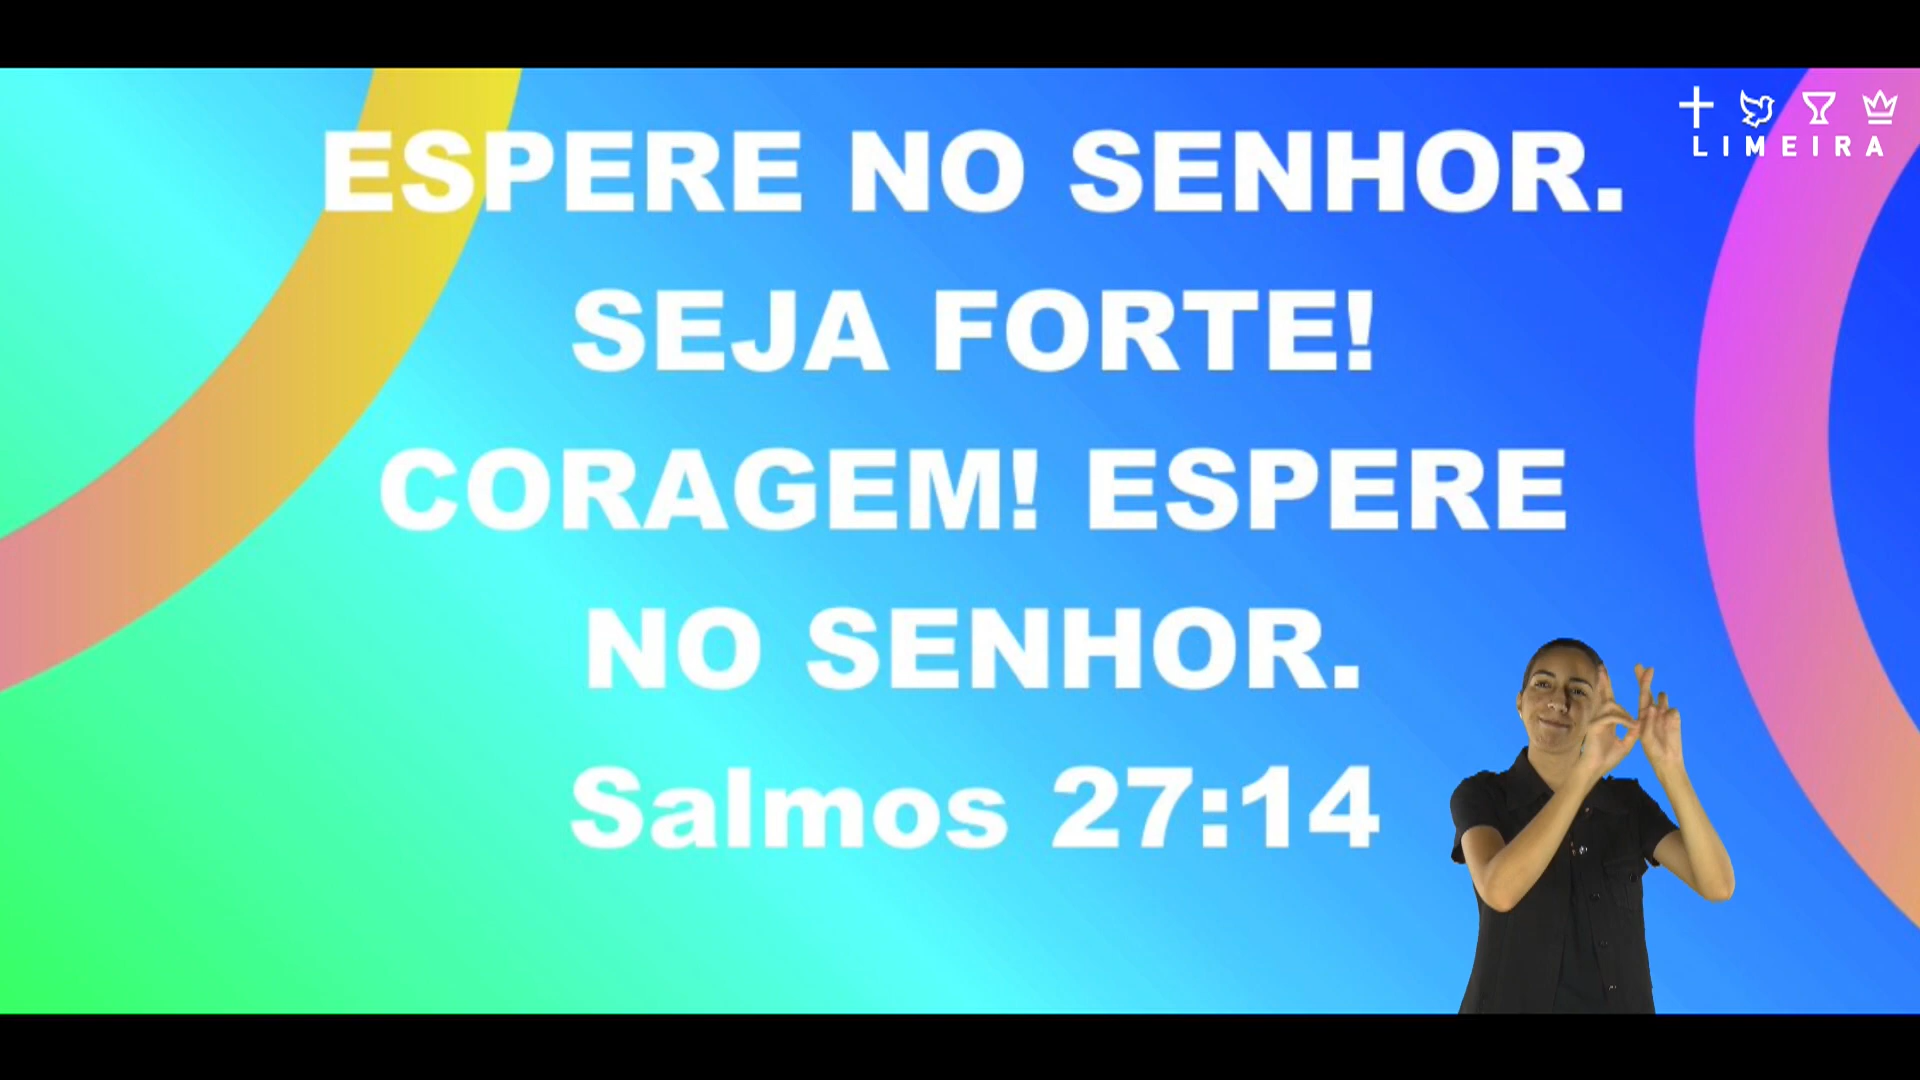 LIMEIRA
ESPERE NO SENHOR.
SEJA FORTE!
CORAGEM! ESPERE
NO SENHOR.
Salmos 27:14